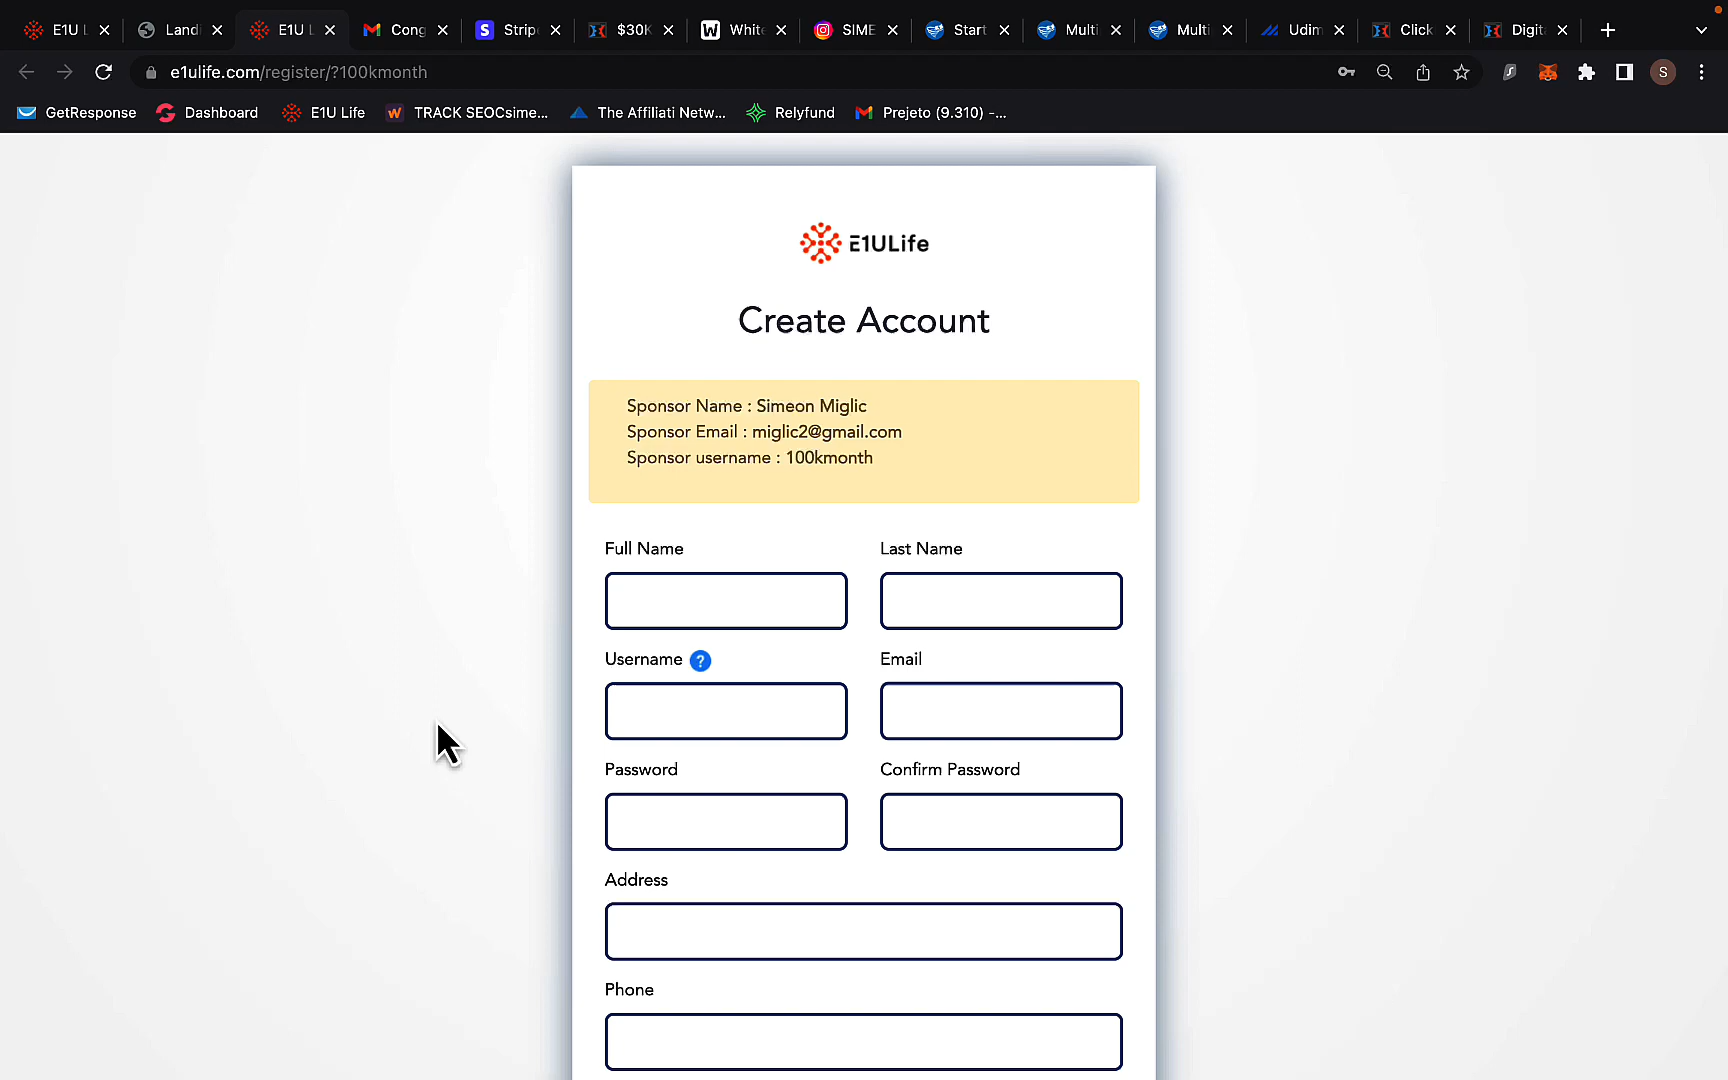 E1U L
Landi
E1U L
Cong
Strip
$30K
White
SIME
Start
Multi
Multi
Udim
Click
Digita
e1ulife.com/register/?100kmonth
S
GetResponse
Dashboard
E1U Life
TRACK SEOCsime...
The Affiliati Netw...
Relyfund
Prejeto (9.310) -...
E1ULife
Create Account
Sponsor Name : Simeon Miglic
Sponsor Email : miglic2@gmail.com
Sponsor username : 100kmonth
Full Name
Last Name
Username ?
Email
Password
Confirm Password
Address
Phone